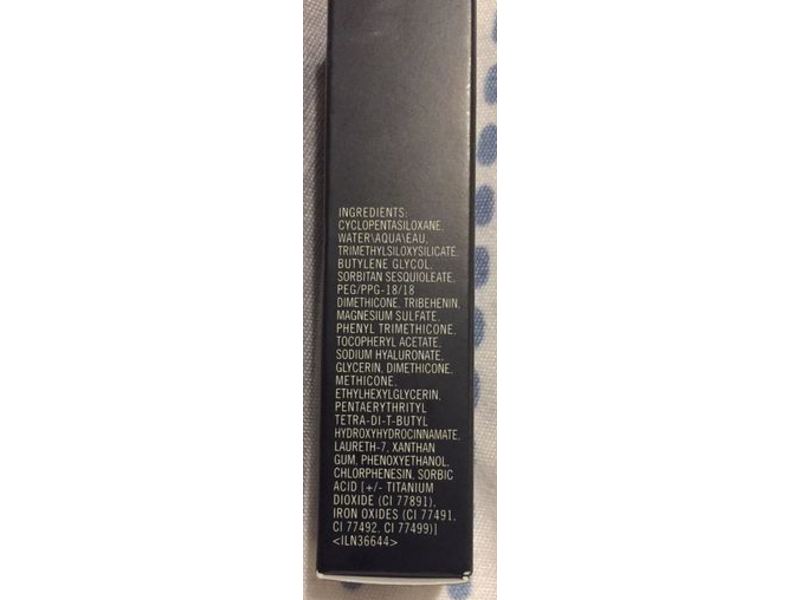 INGREDIENTS:
CYCLOPENTASILOXANE,
WATER\AQUA\EAU,
TRIMETHYLSILOXYSILICATE,
BUTYLENE GLYCOL,
SORBITAN SESQUIOLEATE,
PEG/PPG-18/18
DIMETHICONE, TRIBEHENIN,
MAGNESIUM SULFATE,
PHENYL TRIMETHICONE,
TOCOPHERYL ACETATE,
SODIUM HYALURONATE,
GLYCERIN, DIMETHICONE,
METHICONE,
ETHYLHEXYLGLYCERIN,
PENTAERYTHRITYL
TETRA-DI-T-BUTYL
HYDROXYHYDROCINNAMATE,
LAURETH-7, XANTHAN
GUM, PHENOXYETHANOL,
CHLORPHENESIN, SORBIC
ACID [+/- TITANIUM
DIOXIDE (CI 77891),
IRON OXIDES (CI 77491,
CI 77492, CI 77499)]
<ILN36644>